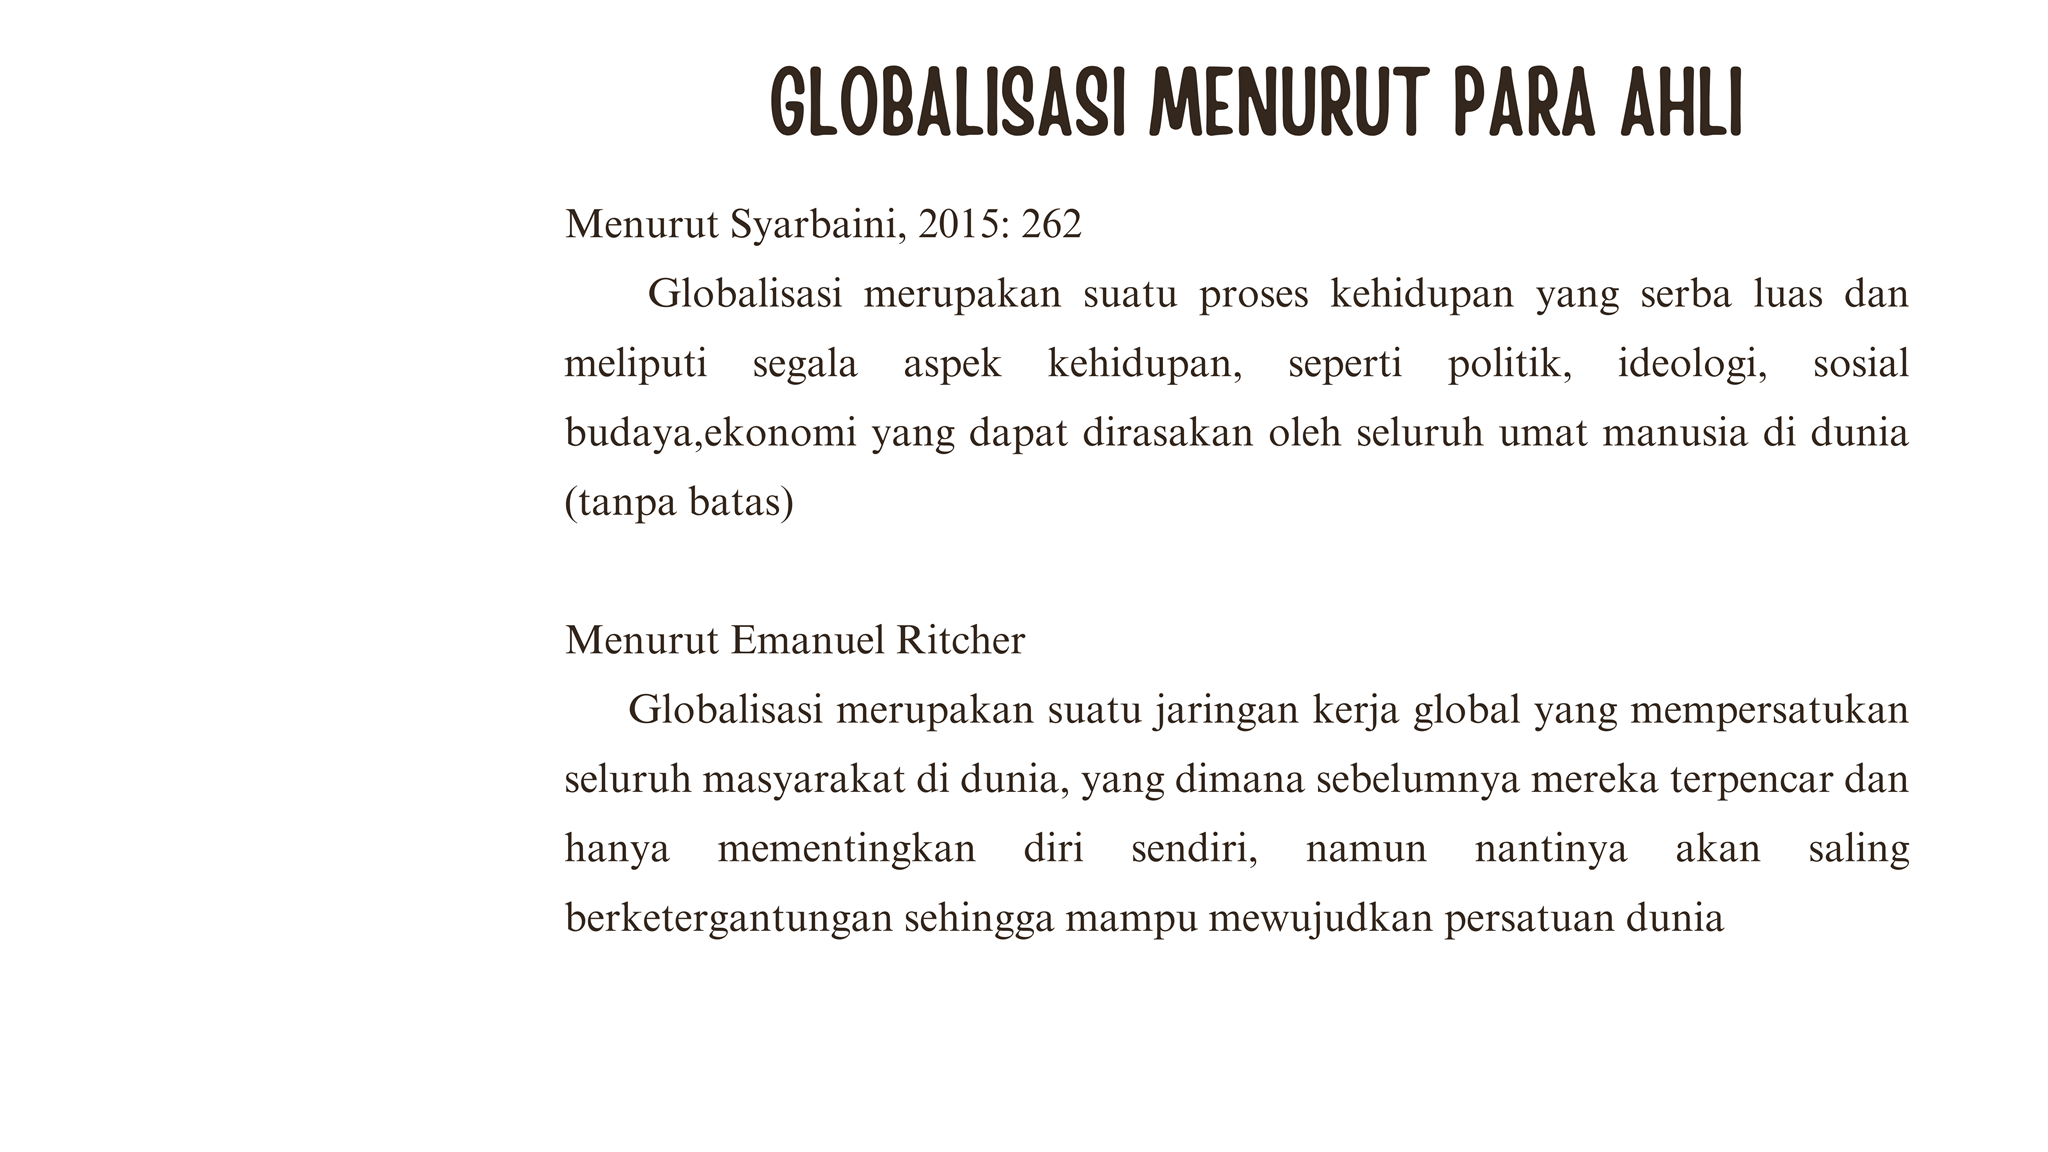 GLOBALISASI MENURUT PARA AHLI
Menurut Syarbaini, 2015: 262
Globalisasi merupakan suatu proses kehidupan yang serba luas dan
meliputi segala aspek kehidupan, seperti politik, ideologi, sosial
budaya,ekonomi yang dapat dirasakan oleh seluruh umat manusia di dunia
(tanpa batas)
Menurut Emanuel Ritcher
Globalisasi merupakan suatu jaringan kerja global yang mempersatukan
seluruh masyarakat di dunia, yang dimana sebelumnya mereka terpencar dan
hanya mementingkan diri sendiri, namun nantinya akan saling
berketergantungan sehingga mampu mewujudkan persatuan dunia